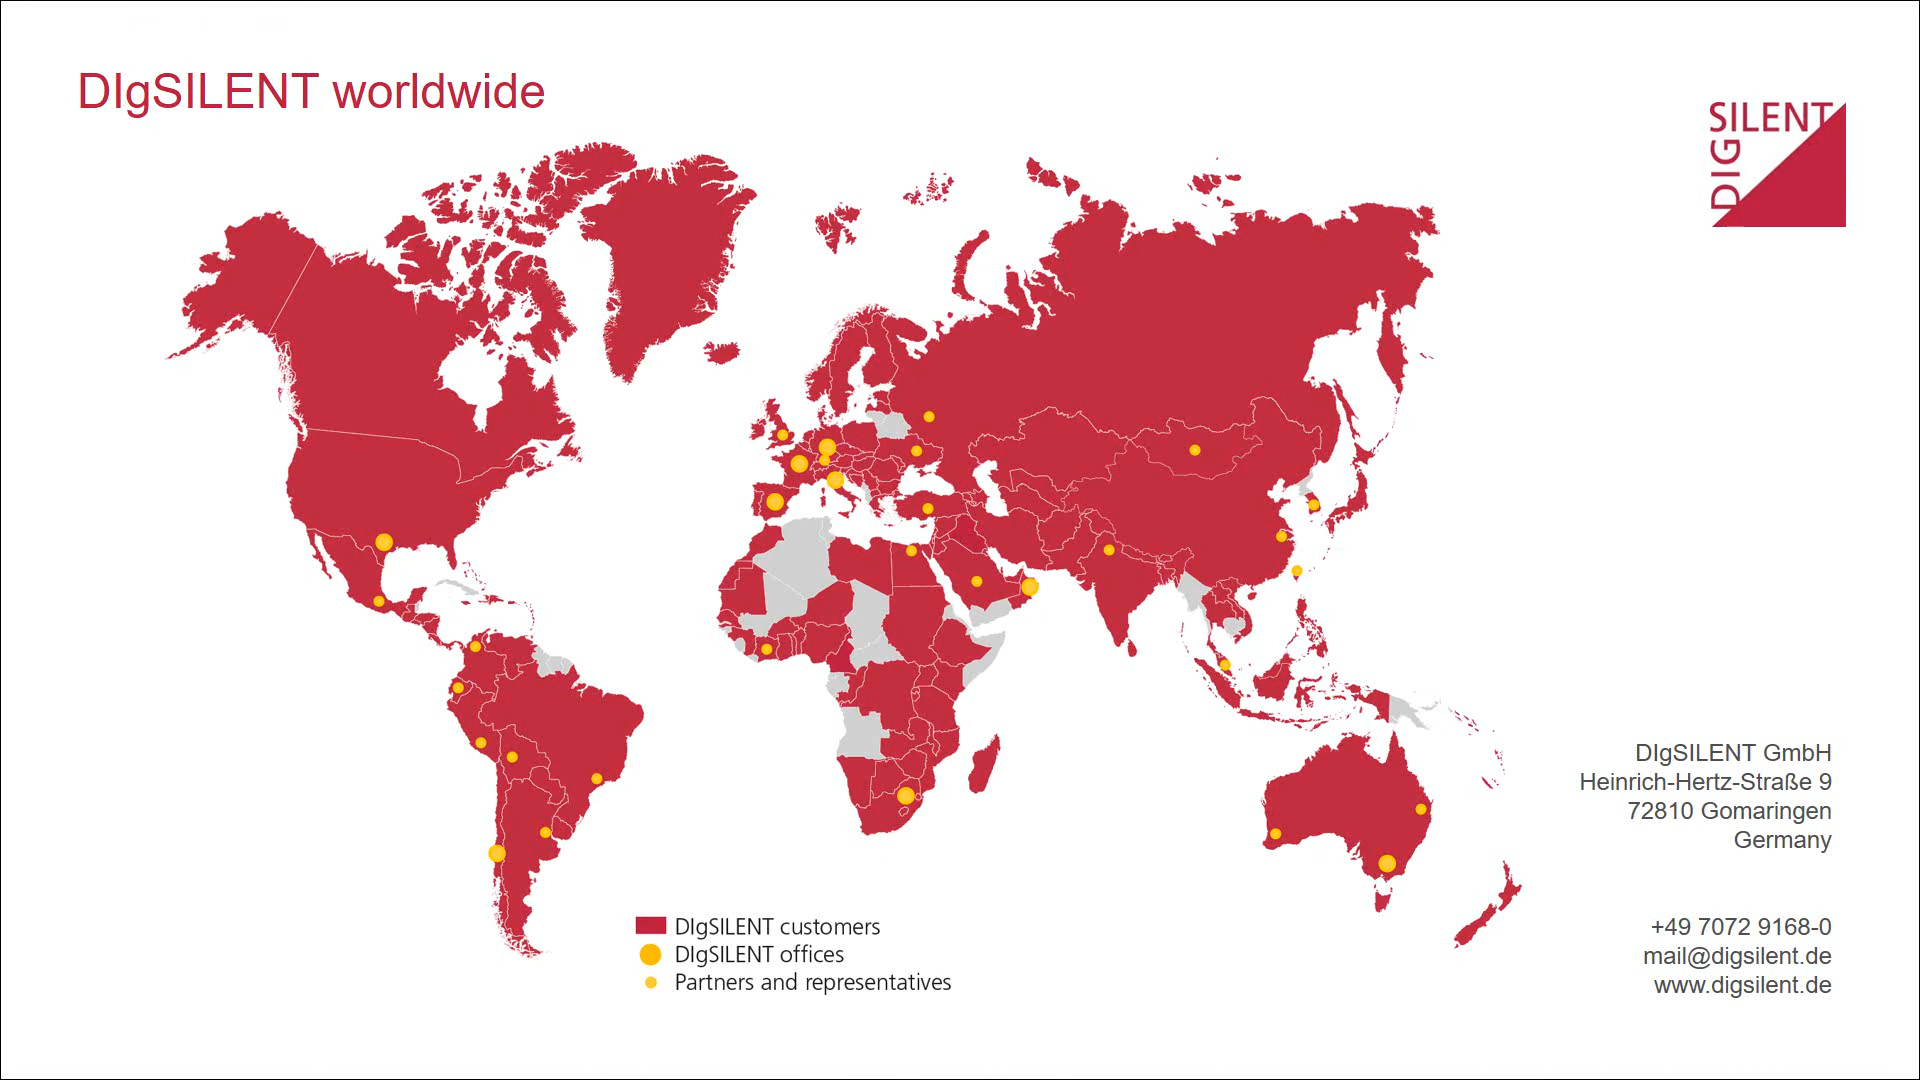 DIgSILENT worldwide
SILENT
DIG
DIgSILENT GmbH
Heinrich-Hertz-Straße 9
72810 Gomaringen
Germany
+49 7072 9168-0
mail@digsilent.de
www.digsilent.de
DIgSILENT customers
DIgSILENT offices
Partners and representatives